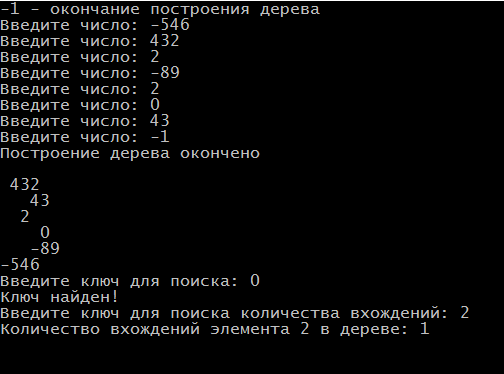 -1 - окончание построения дерева
Введите число: -546
Введите число: 432
Введите число: 2
Введите число: -89
Введите число: 2
Введите число: 0
Введите число: 43
Введите число: -1
Построение дерева окончено
432
43
2
0
-89
-546
Введите ключ для поиска: 0
Ключ найден!
Введите ключ для поиска количества вхождений: 2
Количество вхождений элемента 2 в дереве: 1